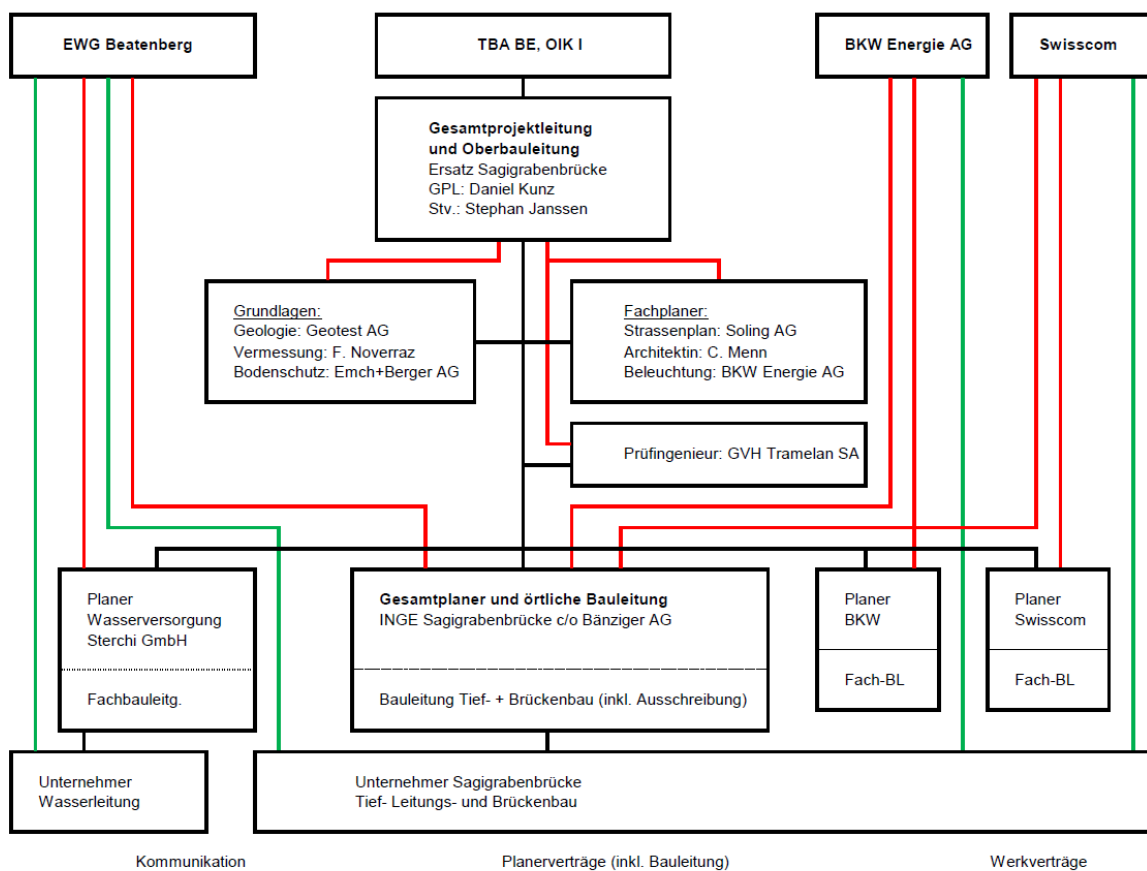 EWG Beatenberg
TBA BE, OIK I
BKW Energie AG
Swisscom
Gesamtprojektleitung
und Oberbauleitung
Ersatz Sagigrabenbrücke
GPL: Daniel Kunz
Stv.: Stephan Janssen
Grundlagen:
Geologie: Geotest AG
Vermessung: F. Noverraz
Bodenschutz: Emch+Berger AG
Fachplaner:
Strassenplan: Soling AG
Architektin: C. Menn
Beleuchtung: BKW Energie AG
Prüfingenieur: GVH Tramelan SA
Planer
Wasserversorgung
Sterchi GmbH
Fachbauleitg.
Gesamtplaner und örtliche Bauleitung
INGE Sagigrabenbrücke c/o Bänziger AG
Bauleitung Tief- + Brückenbau (inkl. Ausschreibung)
Planer
BKW
Fach-BL
Planer
Swisscom
Fach-BL
Unternehmer
Wasserleitung
Unternehmer Sagigrabenbrücke
Tief- Leitungs- und Brückenbau
Kommunikation
Planerverträge (inkl. Bauleitung)
Werkverträge